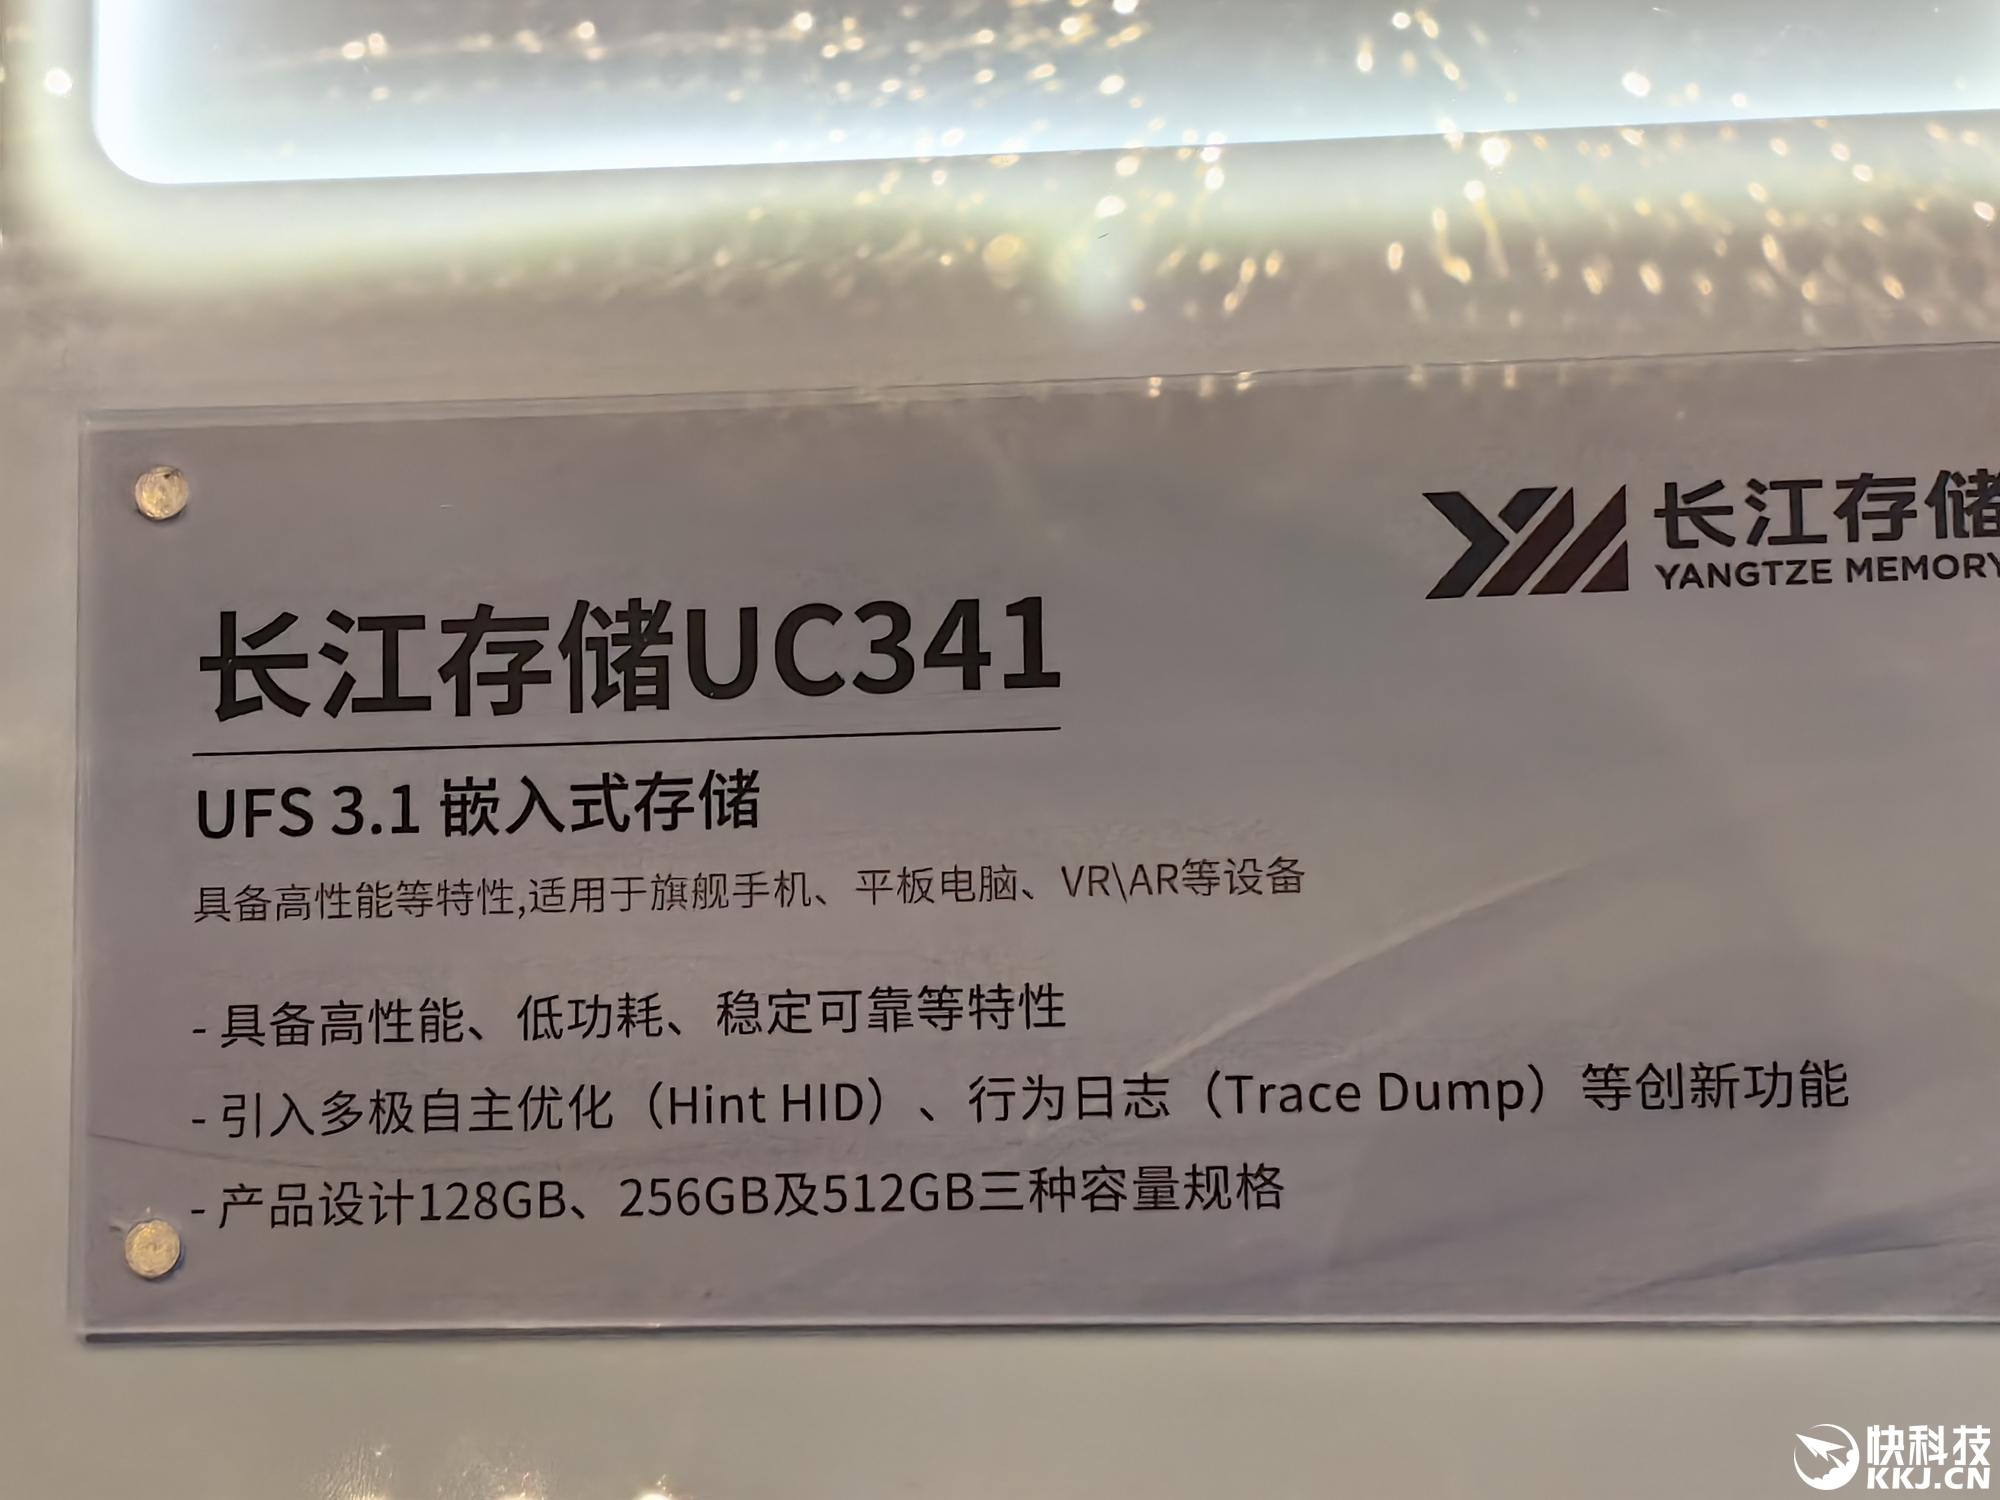 长江存储
YANGTZE MEMORY
长江存储UC341
UFS 3.1 嵌入式存储
具备高性能等特性,适用于旗舰手机、平板电脑、VR\AR等设备
- 具备高性能、低功耗、稳定可靠等特性
- 引入多极自主优化（Hint HID）、行为日志（Trace Dump）等创新功能
- 产品设计128GB、256GB及512GB三种容量规格
快科技
KKJ.CN